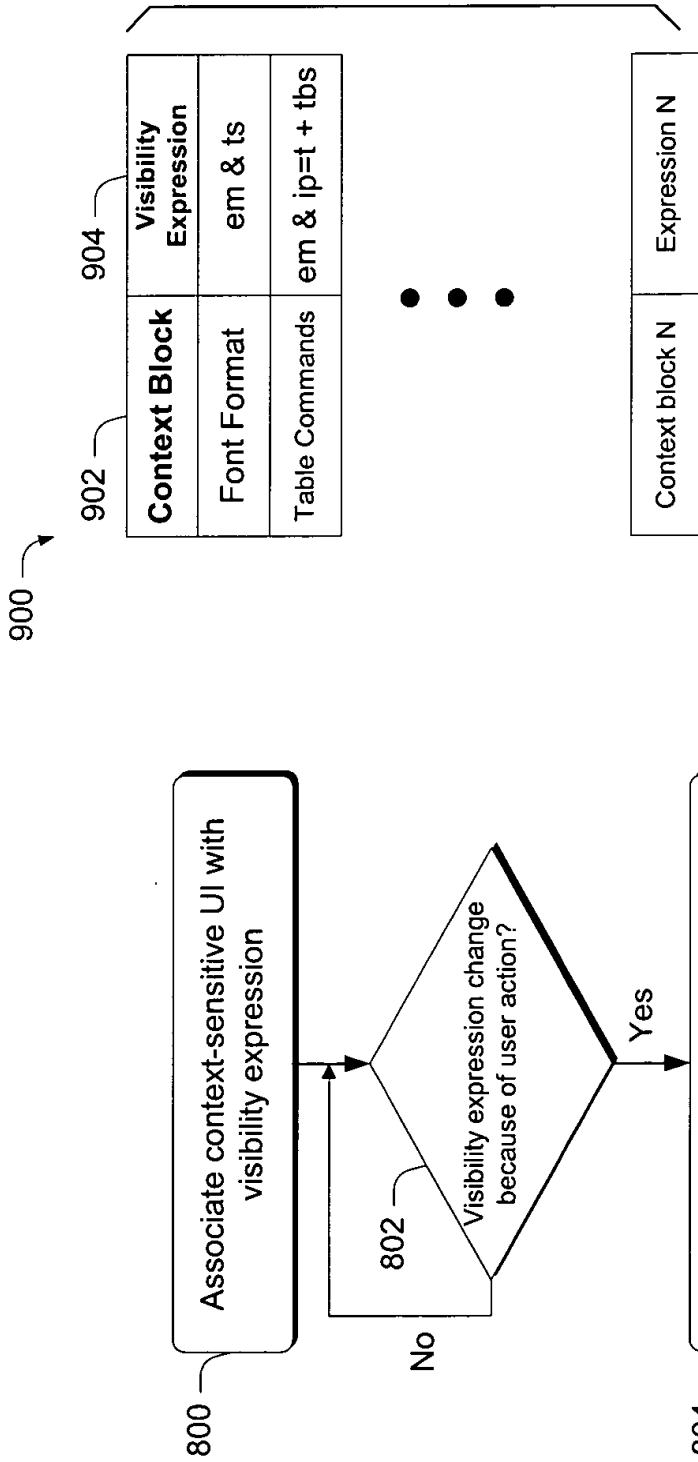 900
902
904
Context Block
Visibility
Expression
Font Format
em & ts
Table Commands
em & ip=t + tbs
Context block N
Expression N
800
Associate context-sensitive UI with
visibility expression
802
Visibility expression change
because of user action?
No
Yes